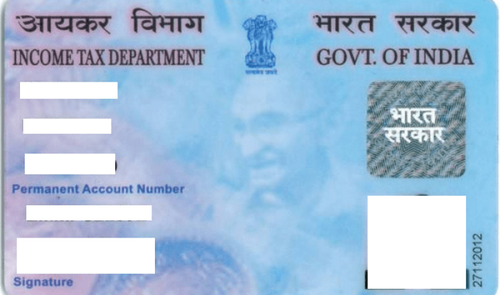 आयकर विभाग
INCOME TAX DEPARTMENT
भारत सरकार
GOVT. OF INDIA
भारत
सरकार
Permanent Account Number
Signature
27112012